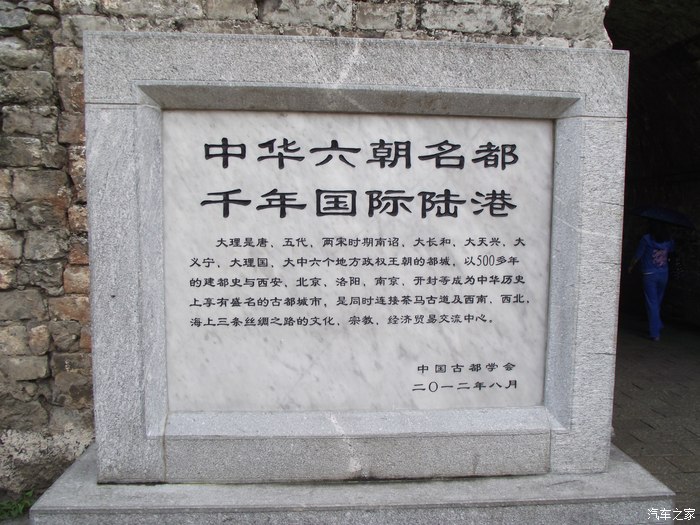 中华六朝名都
千年国际陆港
大理是唐、五代、两宋时期南诏、大长和、大天兴、大
义宁、大理国、大中六个地方政权王朝的都城，以500多年
的建都史与西安、北京、洛阳、南京、开封等成为中华历史
上享有盛名的古都城市，是同时连接茶马古道及西南、西北、
海上三条丝绸之路的文化、宗教、经济贸易交流中心。
中国古都学会
二〇一二年八月
汽车之家